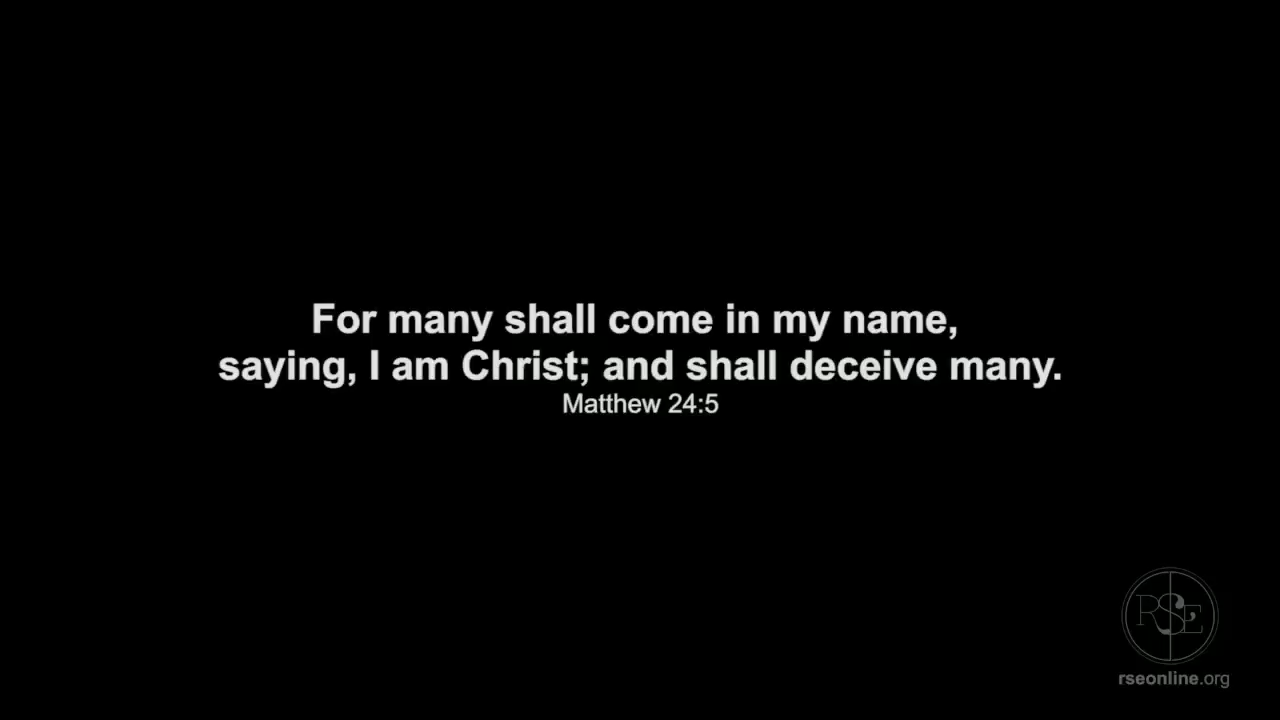 For many shall come in my name,
saying, I am Christ; and shall deceive many.
Matthew 24:5
RSE
rseonline.org